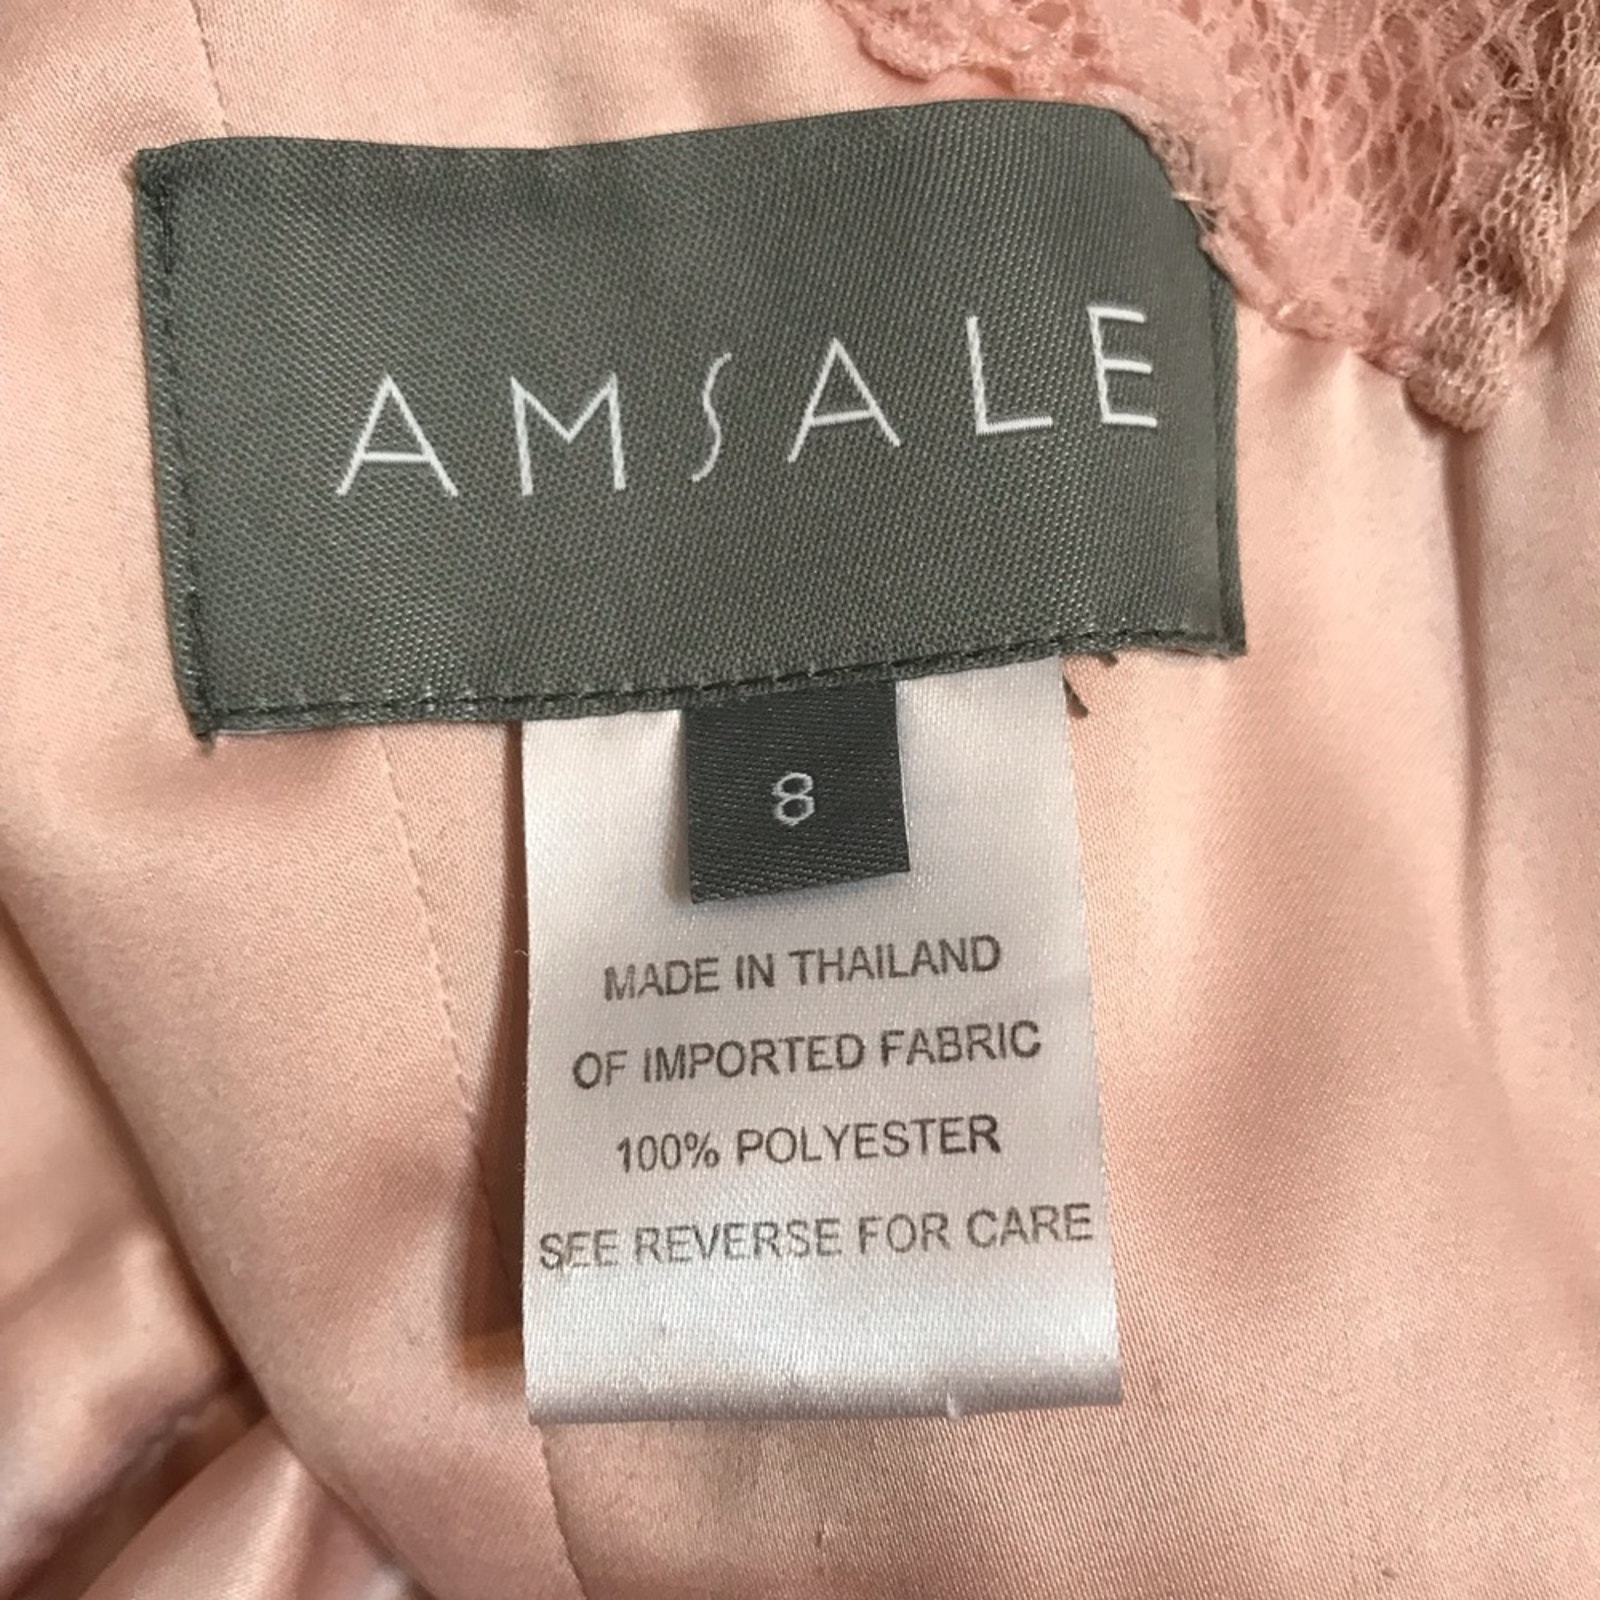 AMSALE
8
MADE IN THAILAND
OF IMPORTED FABRIC
100% POLYESTER
SEE REVERSE FOR CARE